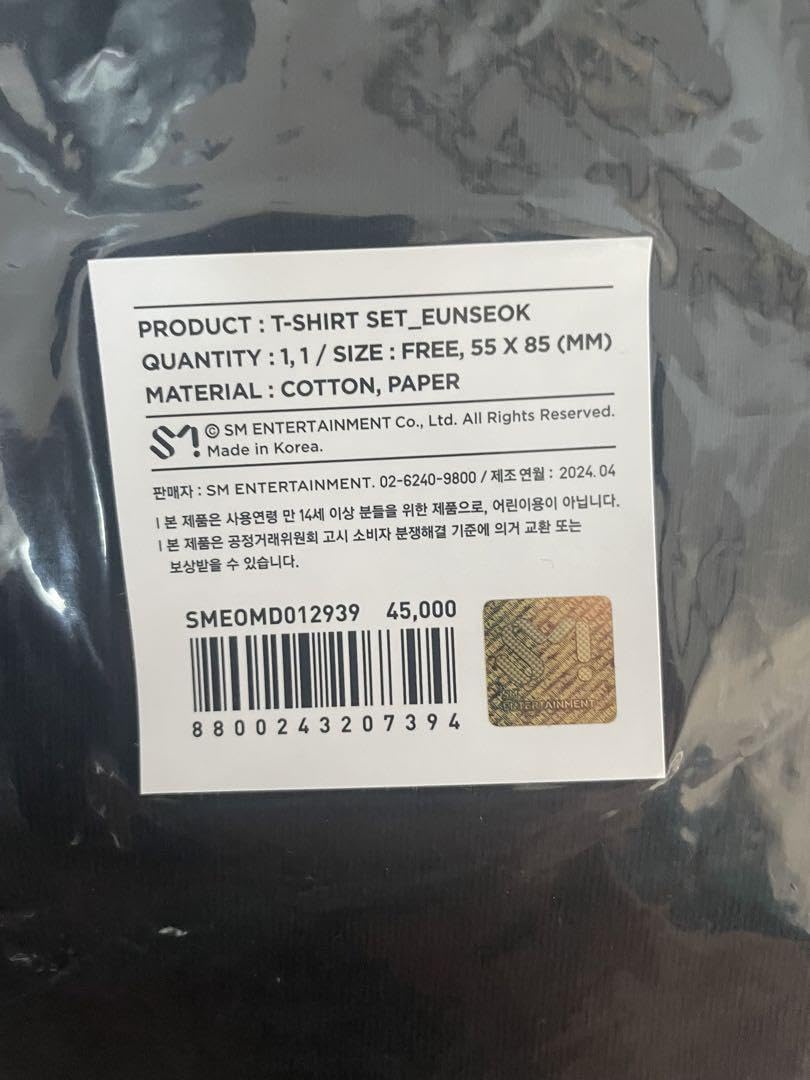 PRODUCT : T-SHIRT SET_EUNSEOK
QUANTITY : 1, 1 / SIZE : FREE, 55 X 85 (MM)
MATERIAL : COTTON, PAPER
SM! © SM ENTERTAINMENT Co., Ltd. All Rights Reserved.
Made in Korea.
판매자 : SM ENTERTAINMENT. 02-6240-9800 / 제조연월 : 2024.04
| 본 제품은 사용연령 만 14세 이상 분들을 위한 제품으로, 어린이용이 아닙니다.
| 본 제품은 공정거래위원회 고시 소비자 분쟁해결 기준에 의거 교환 또는
보상받을 수 있습니다.
SMEOMD012939 45,000
8800243207394
SM!
SM
ENTERTAINMENT